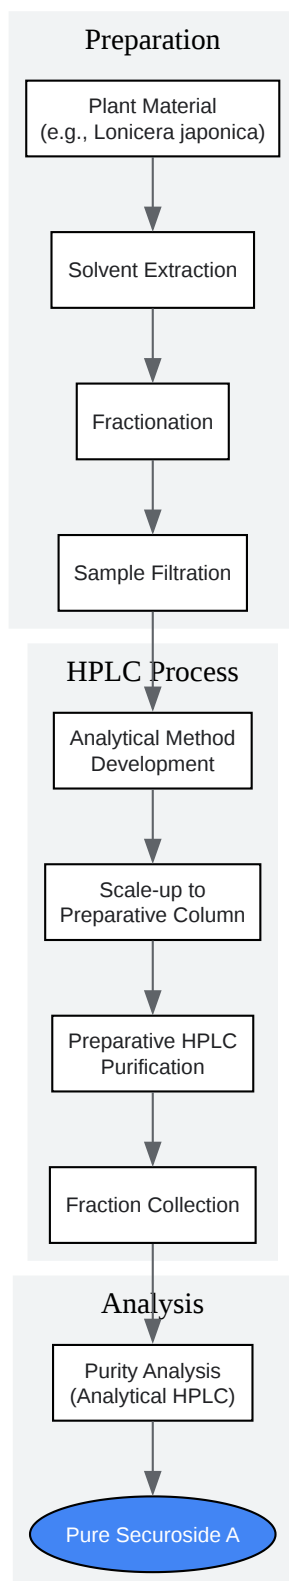 Preparation
Plant Material
(e.g., Lonicera japonica)
Solvent Extraction
Fractionation
Sample Filtration
HPLC Process
Analytical Method
Development
Scale-up to
Preparative Column
Preparative HPLC
Purification
Fraction Collection
Analysis
Purity Analysis
(Analytical HPLC)
Pure Securoside A